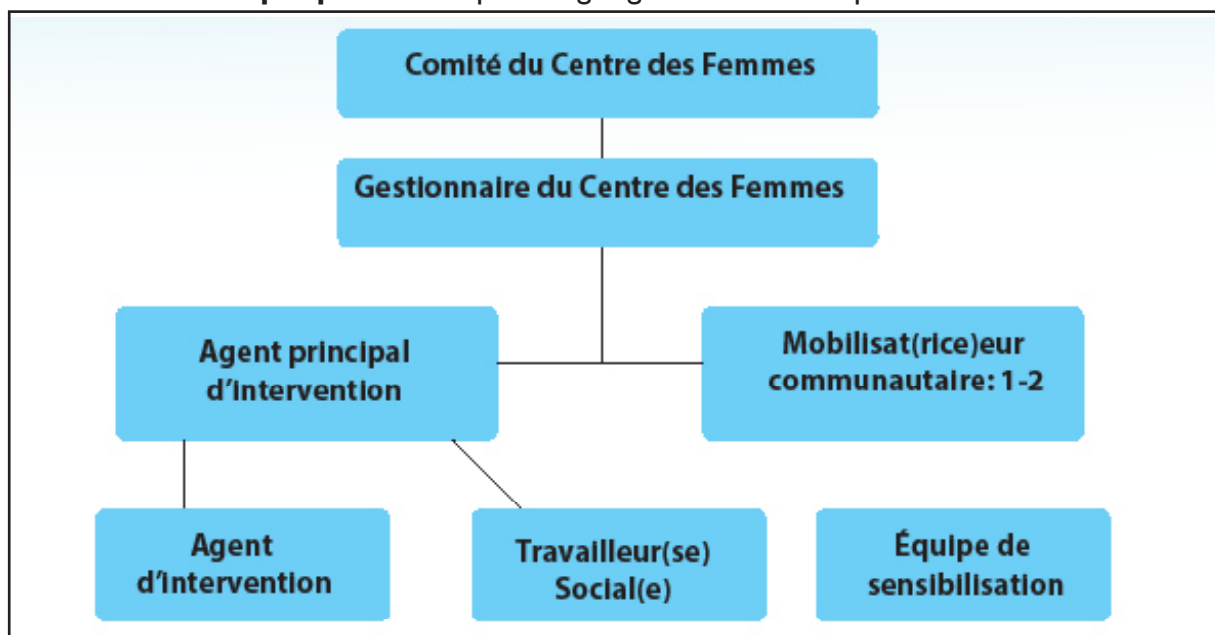 Comité du Centre des Femmes
Gestionnaire du Centre des Femmes
Agent principal
d'intervention
Mobilisat(rice)eur
communautaire: 1-2
Agent
d'intervention
Travailleur(se)
Social(e)
Équipe de
sensibilisation